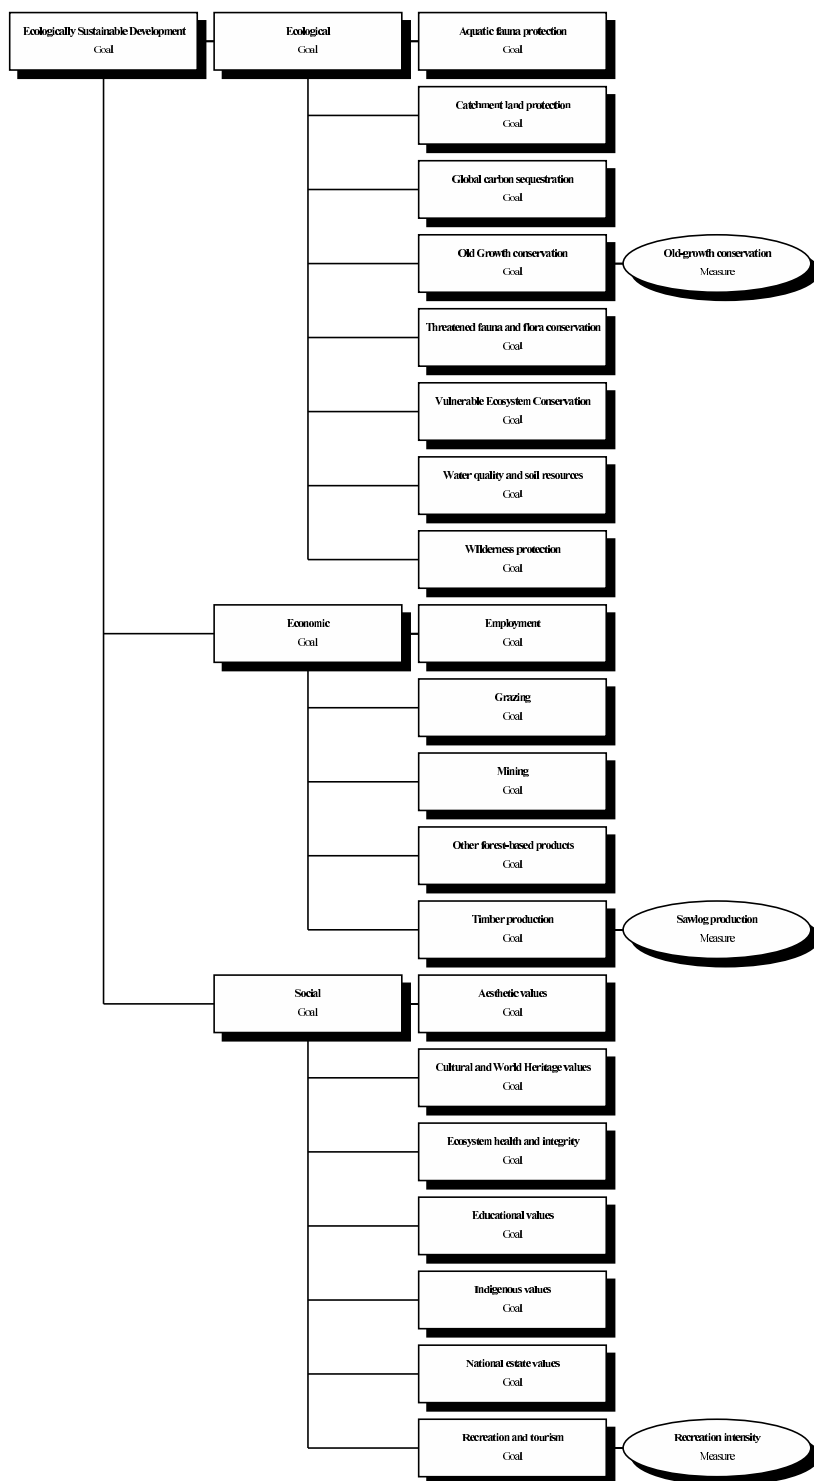 Ecologically Sustainable Development
Goal
Ecological
Goal
Aquatic fauna protection
Goal
Catchment land protection
Goal
Global carbon sequestration
Goal
Old Growth conservation
Goal
Old-growth conservation
Measure
Threatened fauna and flora conservation
Goal
Vulnerable Ecosystem Conservation
Goal
Water quality and soil resources
Goal
WIlderness protection
Goal
Economic
Goal
Employment
Goal
Grazing
Goal
Mining
Goal
Other forest-based products
Goal
Timber production
Goal
Sawlog production
Measure
Social
Goal
Aesthetic values
Goal
Cultural and World Heritage values
Goal
Ecosystem health and integrity
Goal
Educational values
Goal
Indigenous values
Goal
National estate values
Goal
Recreation and tourism
Goal
Recreation intensity
Measure